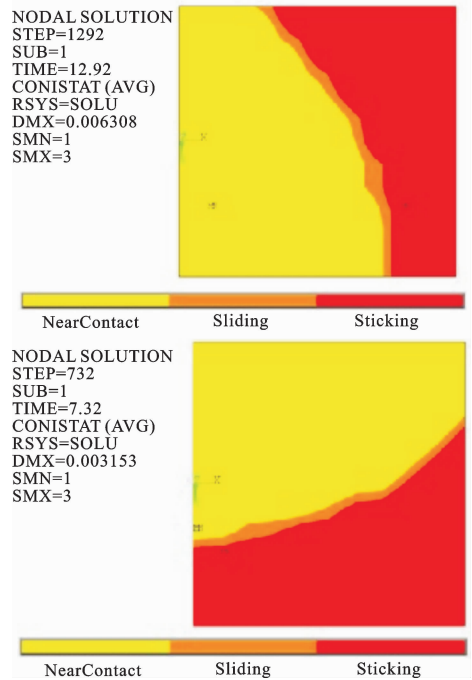 NODAL SOLUTION
STEP=1292
SUB=1
TIME=12.92
CONISTAT (AVG)
RSYS=SOLU
DMX=0.006308
SMN=1
SMX=3
X
NearContact Sliding Sticking
NODAL SOLUTION
STEP=732
SUB=1
TIME=7.32
CONISTAT (AVG)
RSYS=SOLU
DMX=0.003153
SMN=1
SMX=3
X
NearContact Sliding Sticking